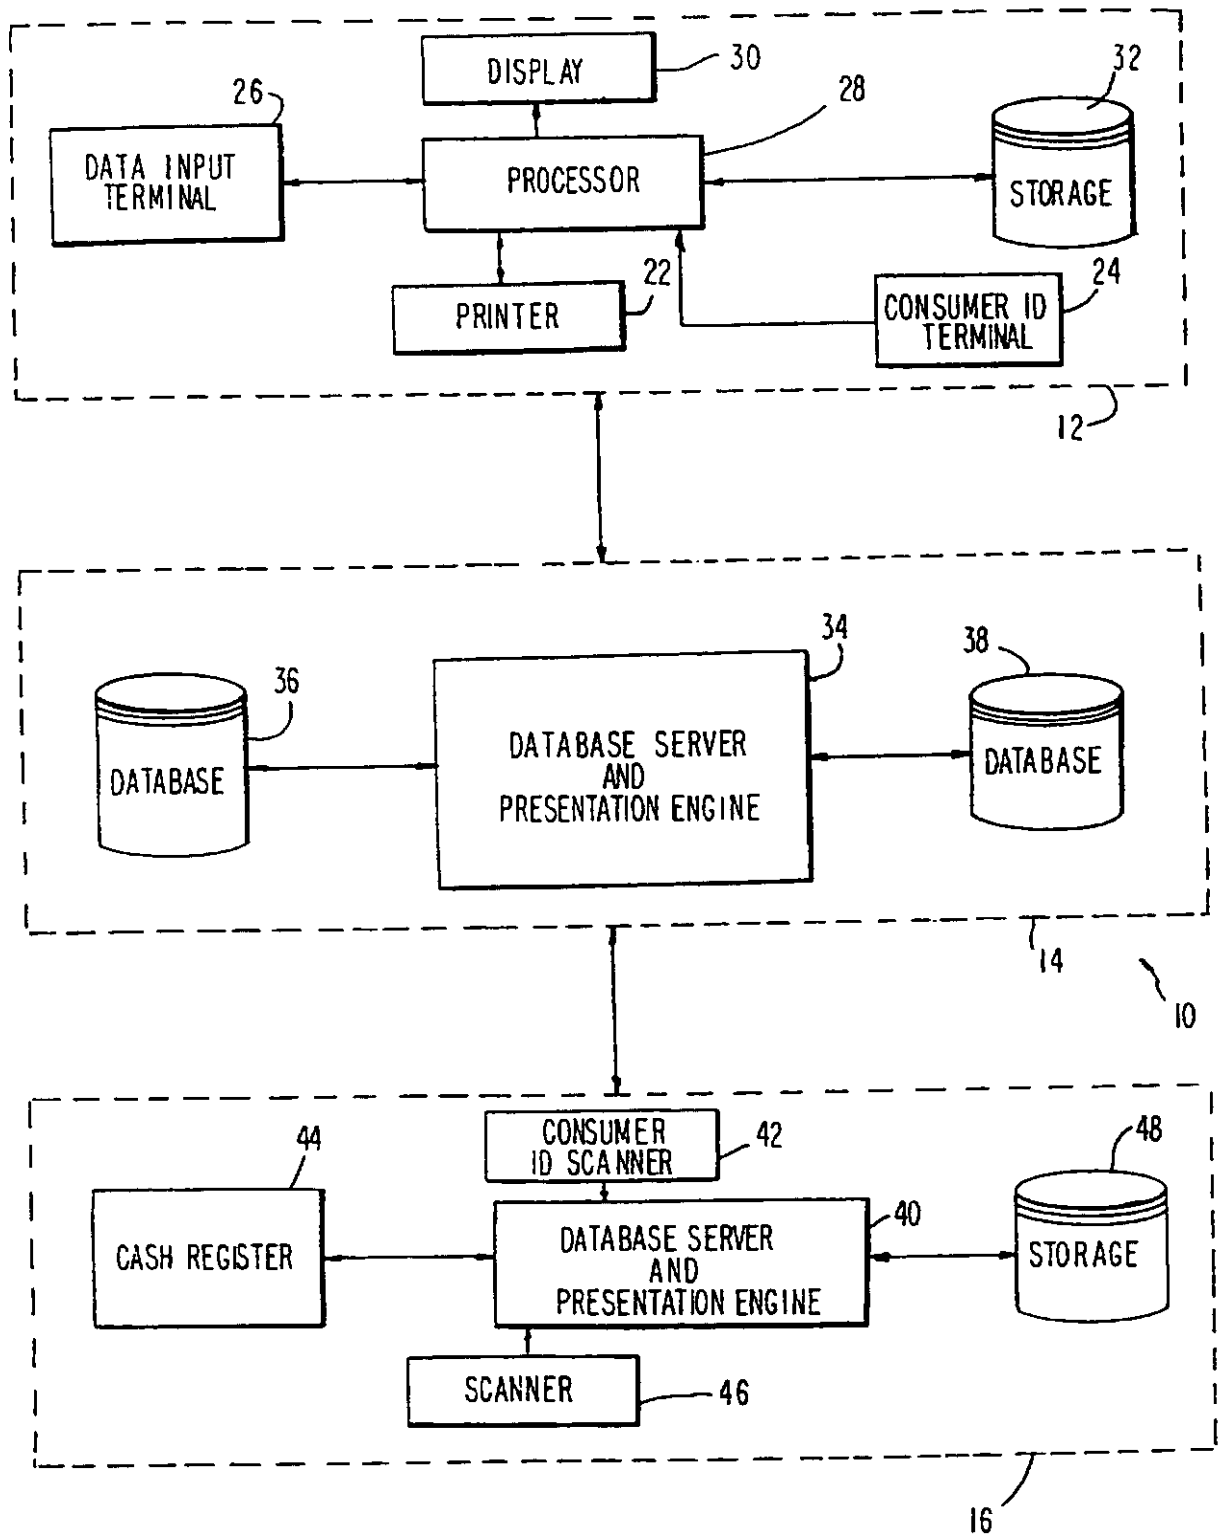 DISPLAY
30
32
26
28
DATA INPUT
TERMINAL
PROCESSOR
STORAGE
22
24
PRINTER
CONSUMER ID
TERMINAL
12
34
38
36
DATABASE SERVER
AND
PRESENTATION ENGINE
DATABASE
DATABASE
14
10
44
CONSUMER
ID SCANNER
42
48
40
CASH REGISTER
DATABASE SERVER
AND
PRESENTATION ENGINE
STORAGE
SCANNER
46
16